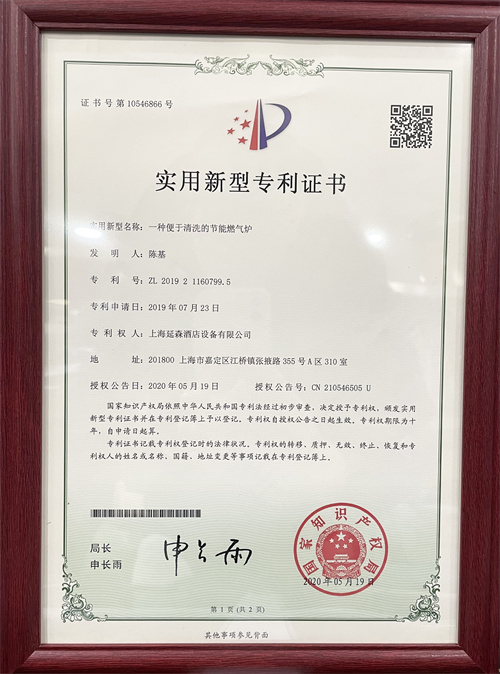 证书号第10546866号
实用新型专利证书
实用新型名称：一种便于清洗的节能燃气炉
发明人：陈基
专利号：ZL 2019 2 1160799.5
专利申请日：2019年07月23日
专利权人：上海延森酒店设备有限公司
地址：201800 上海市嘉定区江桥镇张掖路355号A区310室
授权公告日：2020年05月19日 授权公告号：CN 210546505 U
国家知识产权局依照中华人民共和国专利法经过初步审查，决定授予专利权，颁发实用
新型专利证书并在专利登记簿上予以登记。专利权自授权公告之日起生效。专利权期限为十
年，自申请日起算。
专利证书记载专利权登记时的法律状况。专利权的转移、质押、无效、终止、恢复和专利
权人的姓名或名称、国籍、地址变更等事项记载在专利登记簿上。
局长
申长雨
申长雨
国家知识产权局
2020年05月19日
第1页（共2页）
其他事项参见背面